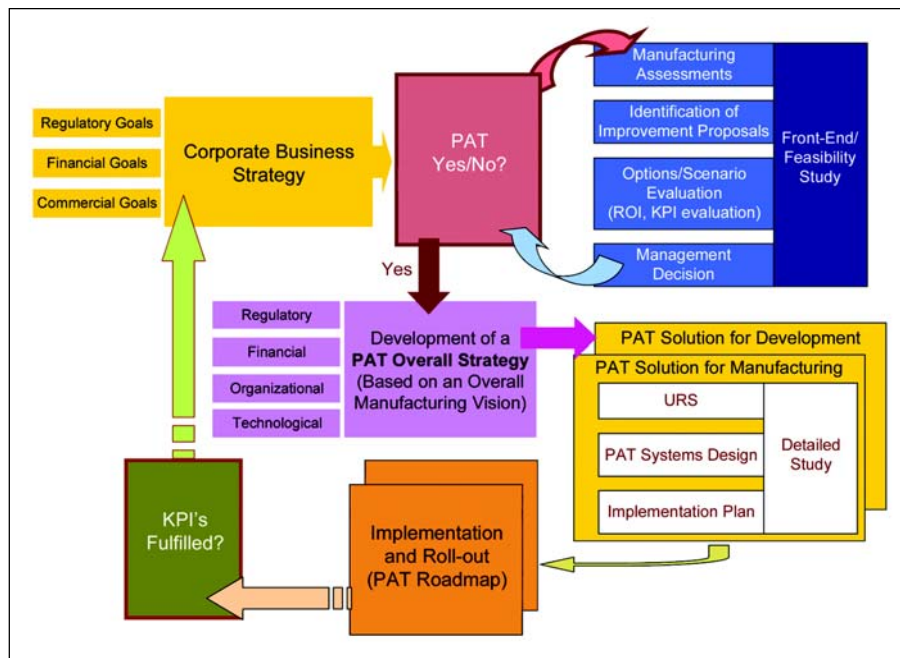 Regulatory Goals
Financial Goals
Commercial Goals
Corporate Business
Strategy
PAT
Yes/No?
Manufacturing
Assessments
Identification of
Improvement Proposals
Options/Scenario
Evaluation
(ROI, KPI evaluation)
Management
Decision
Front-End/
Feasibility
Study
Yes
Regulatory
Financial
Organizational
Technological
Development of a
PAT Overall Strategy
(Based on an Overall
Manufacturing Vision)
PAT Solution for Development
PAT Solution for Manufacturing
URS
PAT Systems Design
Implementation Plan
Detailed
Study
Implementation
and Roll-out
(PAT Roadmap)
KPI's
Fulfilled?